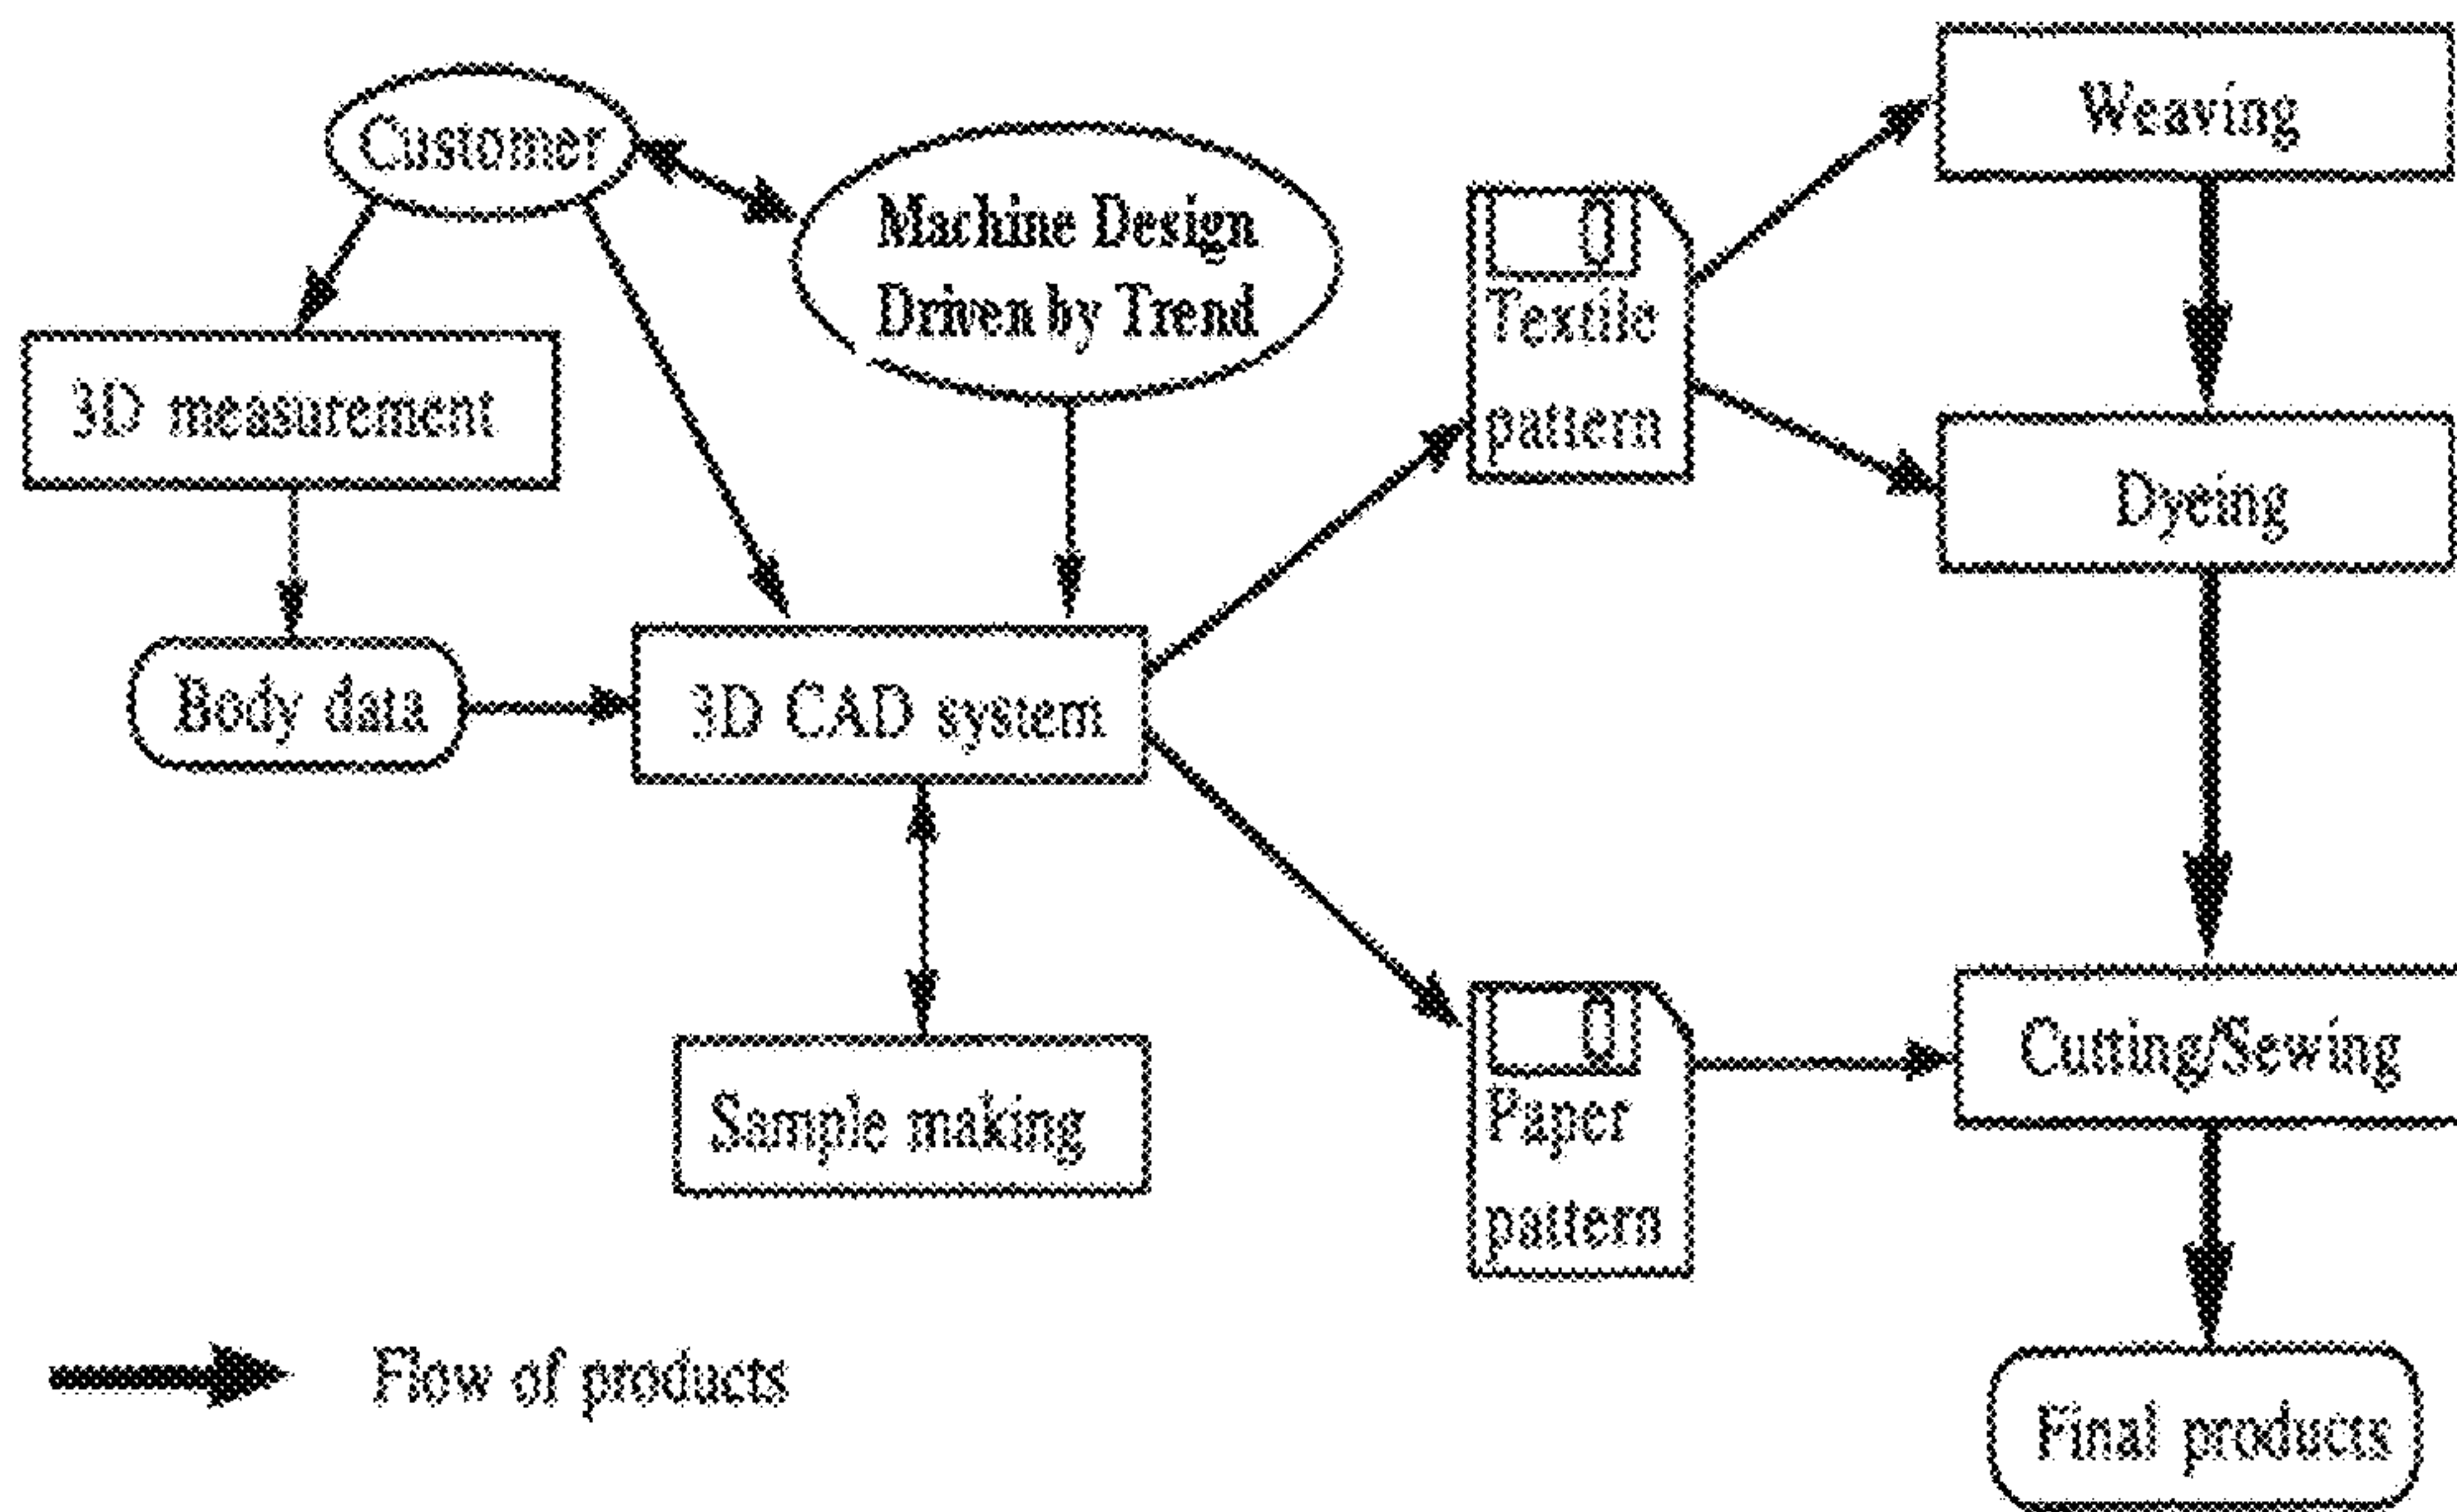 Customer
Machine Design
Driven by Trend
3D measurement
Body data
3D CAD system
Sample making
Textile
pattern
Paper
pattern
Weaving
Dyeing
Cutting/Sewing
Final products
Flow of products